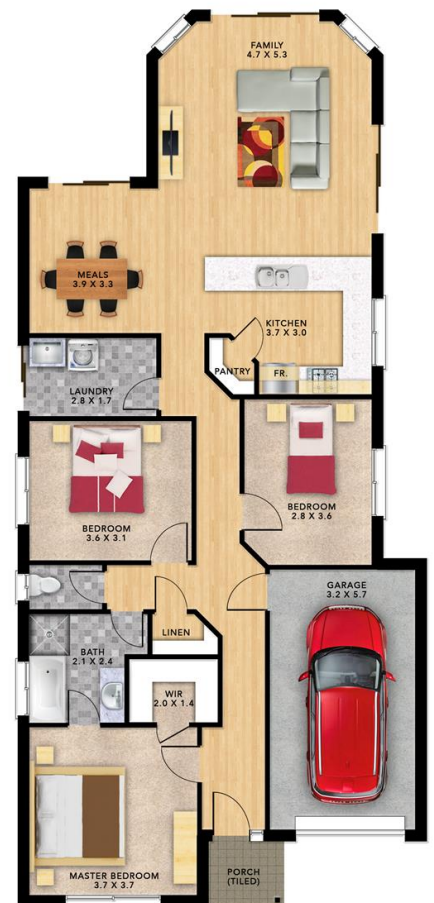 FAMILY
4.7 X 5.3
MEALS
3.9 X 3.3
KITCHEN
3.7 X 3.0
PANTRY
FR.
LAUNDRY
2.8 X 1.7
BEDROOM
3.6 X 3.1
BEDROOM
2.8 X 3.6
GARAGE
3.2 X 5.7
LINEN
BATH
2.1 X 2.4
WIR
2.0 X 1.4
MASTER BEDROOM
3.7 X 3.7
PORCH
(TILED)